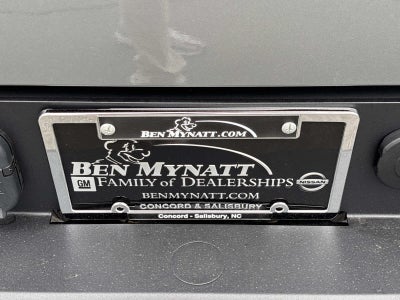 BEN MYNATT.COM
BEN MYNATT
GM FAMILY of DEALERSHIPS NISSAN
BENMYNATT.COM
CONCORD & SALISBURY
Concord - Salisbury, NC